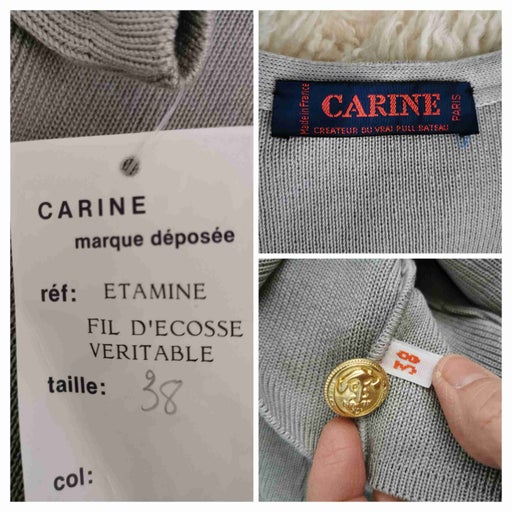 CARINE
marque déposée
réf: ETAMINE
FIL D'ECOSSE
VERITABLE
taille: 38
col:
Made in France
CARINE
PARIS
CREATEUR DU VRAI PULL BATEAU
38